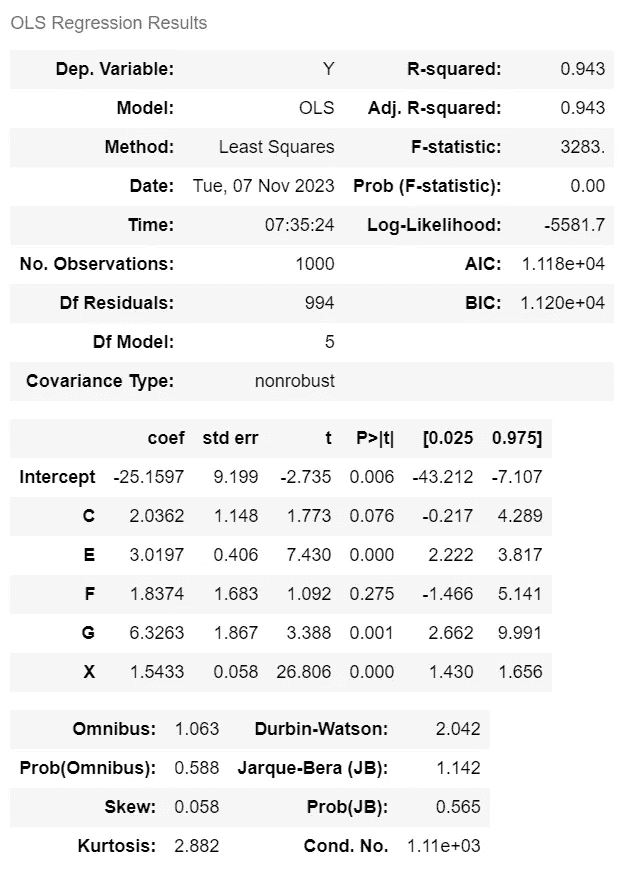 OLS Regression Results
Dep. Variable: Y R-squared: 0.943
Model: OLS Adj. R-squared: 0.943
Method: Least Squares F-statistic: 3283.
Date: Tue, 07 Nov 2023 Prob (F-statistic): 0.00
Time: 07:35:24 Log-Likelihood: -5581.7
No. Observations: 1000 AIC: 1.118e+04
Df Residuals: 994 BIC: 1.120e+04
Df Model: 5
Covariance Type: nonrobust
coef std err t P>|t| [0.025 0.975]
Intercept -25.1597 9.199 -2.735 0.006 -43.212 -7.107
C 2.0362 1.148 1.773 0.076 -0.217 4.289
E 3.0197 0.406 7.430 0.000 2.222 3.817
F 1.8374 1.683 1.092 0.275 -1.466 5.141
G 6.3263 1.867 3.388 0.001 2.662 9.991
X 1.5433 0.058 26.806 0.000 1.430 1.656
Omnibus: 1.063 Durbin-Watson: 2.042
Prob(Omnibus): 0.588 Jarque-Bera (JB): 1.142
Skew: 0.058 Prob(JB): 0.565
Kurtosis: 2.882 Cond. No. 1.11e+03